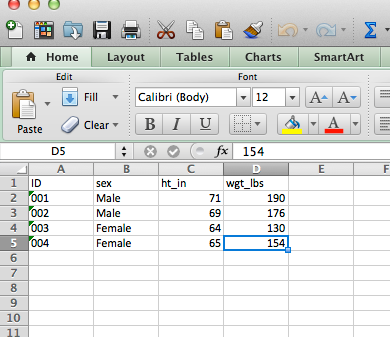 Home Layout Tables Charts SmartArt
Edit Font
Fill Calibri (Body) 12 A A
Paste Clear B I U A
D5 fx 154
A B C D E F
1 ID sex ht_in wgt_lbs
2 001 Male 71 190
3 002 Male 69 176
4 003 Female 64 130
5 004 Female 65 154
6
7
8
9
10
11